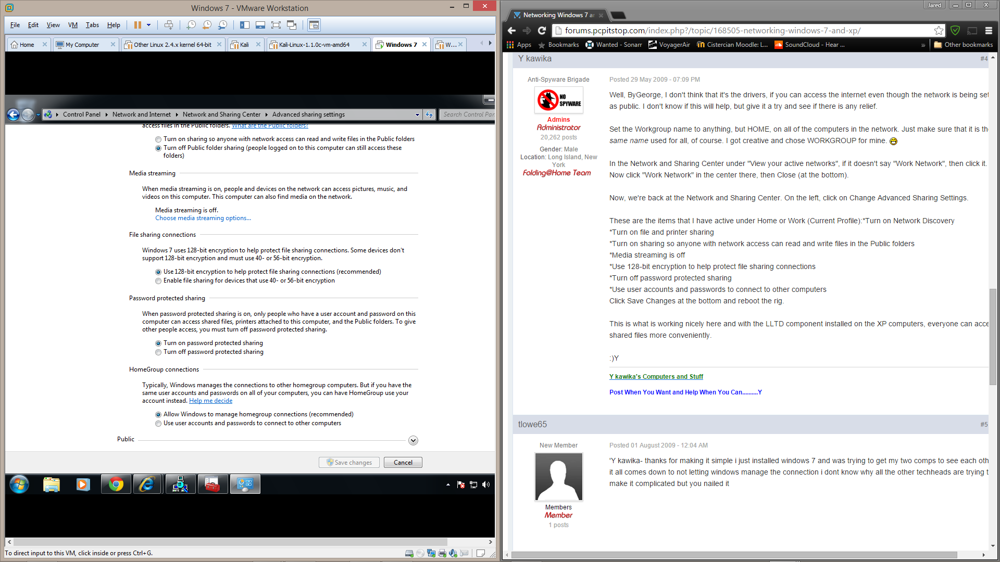 Windows 7 - VMware Workstation
File Edit View VM Tabs Help
Home
My Computer
Other Linux 2.4.x kernel 64-bit
Kali
Kali-Linux-1.1.0c-vm-amd64
Windows 7
W...
Control Panel
Network and Internet
Network and Sharing Center
Advanced sharing settings
Search Control Pan
access files in the Public folders. What are the Public folders?
Turn on sharing so anyone with network access can read and write files in the Public folders
Turn off Public folder sharing (people logged on to this computer can still access these
folders)
Media streaming
When media streaming is on, people and devices on the network can access pictures, music, and
videos on this computer. This computer can also find media on the network.
Media streaming is off.
Choose media streaming options...
File sharing connections
Windows 7 uses 128-bit encryption to help protect file sharing connections. Some devices don't
support 128-bit encryption and must use 40- or 56-bit encryption.
Use 128-bit encryption to help protect file sharing connections (recommended)
Enable file sharing for devices that use 40- or 56-bit encryption
Password protected sharing
When password protected sharing is on, only people who have a user account and password on this
computer can access shared files, printers attached to this computer, and the Public folders. To give
other people access, you must turn off password protected sharing.
Turn on password protected sharing
Turn off password protected sharing
HomeGroup connections
Typically, Windows manages the connections to other homegroup computers. But if you have the
same user accounts and passwords on all of your computers, you can have HomeGroup use your
account instead. Help me decide
Allow Windows to manage homegroup connections (recommended)
Use user accounts and passwords to connect to other computers
Public
Save changes
Cancel
To direct input to this VM, click inside or press Ctrl+G.
Jared
Networking Windows 7 ar
forums.pcpitstop.com/index.php?/topic/168505-networking-windows-7-and-xp/
Apps
Bookmarks
Wanted - Sonarr
VoyagerAir
Cistercian Moodle: L...
SoundCloud - Hear ...
»
Other bookmarks
Y kawika
#4
Anti-Spyware Brigade
NO
SPYWARE
Admins
Administrator
20,262 posts
Gender: Male
Location: Long Island, New
York
Folding@Home Team
Posted 29 May 2009 - 07:09 PM
Well, ByGeorge, I don't think that it's the drivers, if you can access the internet even though the network is being set
as public. I don't know if this will help, but give it a try and see if there is any relief.
Set the Workgroup name to anything, but HOME, on all of the computers in the network. Just make sure that it is the
same name used for all, of course. I got creative and chose WORKGROUP for mine.
In the Network and Sharing Center under "View your active networks", if it doesn't say "Work Network", then click it.
Now click "Work Network" in the center there, then Close (at the bottom).
Now, we're back at the Network and Sharing Center. On the left, click on Change Advanced Sharing Settings.
These are the items that I have active under Home or Work (Current Profile):*Turn on Network Discovery
*Turn on file and printer sharing
*Turn on sharing so anyone with network access can read and write files in the Public folders
*Media streaming is off
*Use 128-bit encryption to help protect file sharing connections
*Turn off password protected sharing
*Use user accounts and passwords to connect to other computers
Click Save Changes at the bottom and reboot the rig.
This is what is working nicely here and with the LLTD component installed on the XP computers, everyone can acce
shared files more conveniently.
:)Y
Y kawika's Computers and Stuff
Post When You Want and Help When You Can..........Y
tlowe65
#5
New Member
Members
Member
1 posts
Posted 01 August 2009 - 12:04 AM
'Y kawika- thanks for making it simple i just installed windows 7 and was trying to get my two comps to see each oth
it all comes down to not letting windows manage the connection i dont know why all the other techheads are trying t
make it complicated but you nailed it